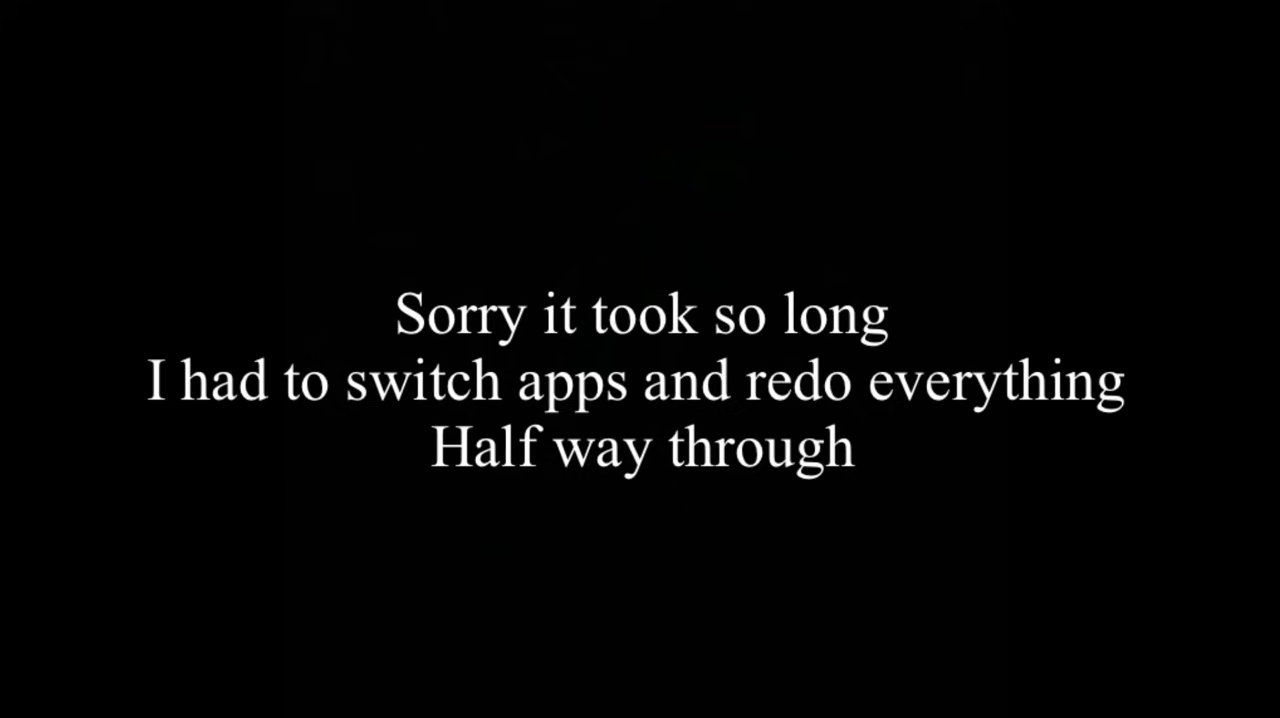 Sorry it took so long
I had to switch apps and redo everything
Half way through